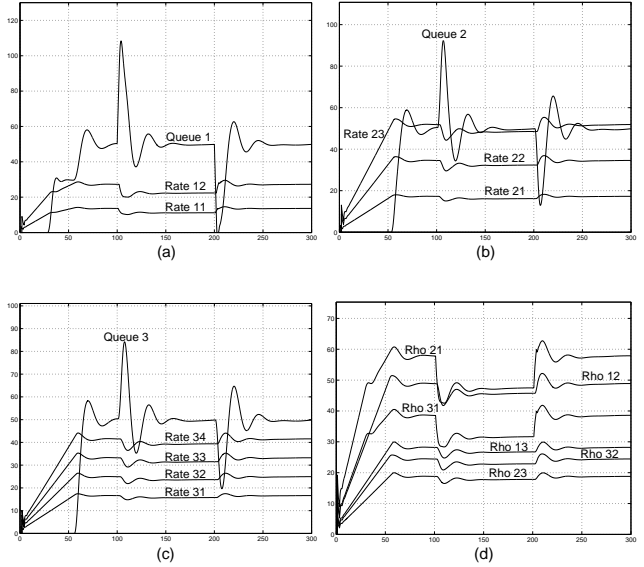 120
100
80
60
40
20
0
Queue 1
Rate 12
Rate 11
0 50 100 150 200 250 300
(a)
100
80
60
40
20
0
Queue 2
Rate 23
Rate 22
Rate 21
0 50 100 150 200 250 300
(b)
100
90
80
70
60
50
40
30
20
10
0
Queue 3
Rate 34
Rate 33
Rate 32
Rate 31
0 50 100 150 200 250 300
(c)
70
60
50
40
30
20
10
0
Rho 21
Rho 12
Rho 31
Rho 13
Rho 32
Rho 23
0 50 100 150 200 250 300
(d)